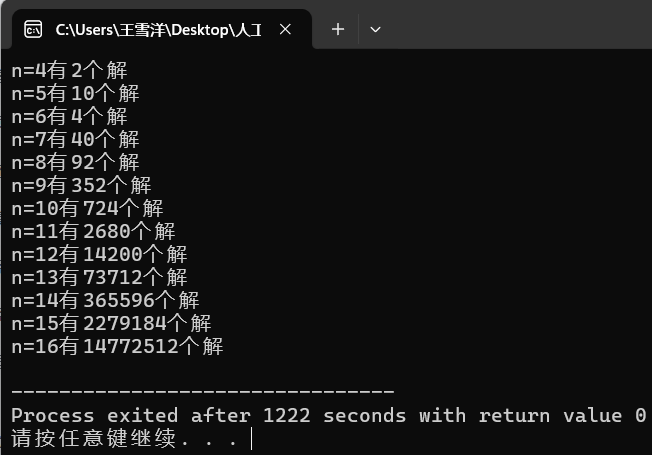 C:\Users\王雪洋\Desktop\人工
n=4有2个解
n=5有10个解
n=6有4个解
n=7有40个解
n=8有92个解
n=9有352个解
n=10有724个解
n=11有2680个解
n=12有14200个解
n=13有73712个解
n=14有365596个解
n=15有2279184个解
n=16有14772512个解
--------------------------------
Process exited after 1222 seconds with return value 0
请按任意键继续. . .